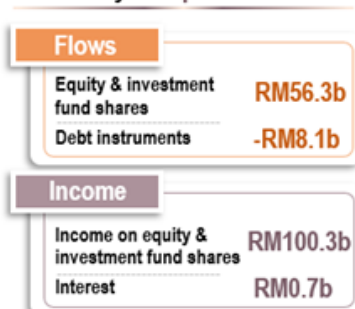 Flows
Equity & investment
fund shares
RM56.3b
Debt instruments
-RM8.1b
Income
Income on equity &
investment fund shares
RM100.3b
Interest
RM0.7b